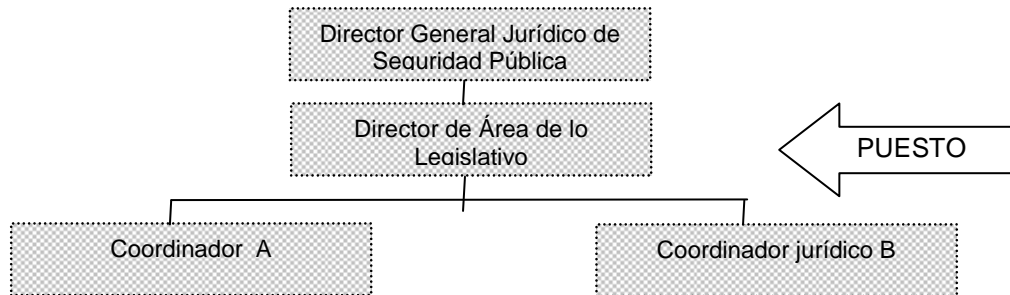 Director General Jurídico de
Seguridad Pública
Director de Área de lo
Legislativo
PUESTO
Coordinador A
Coordinador jurídico B